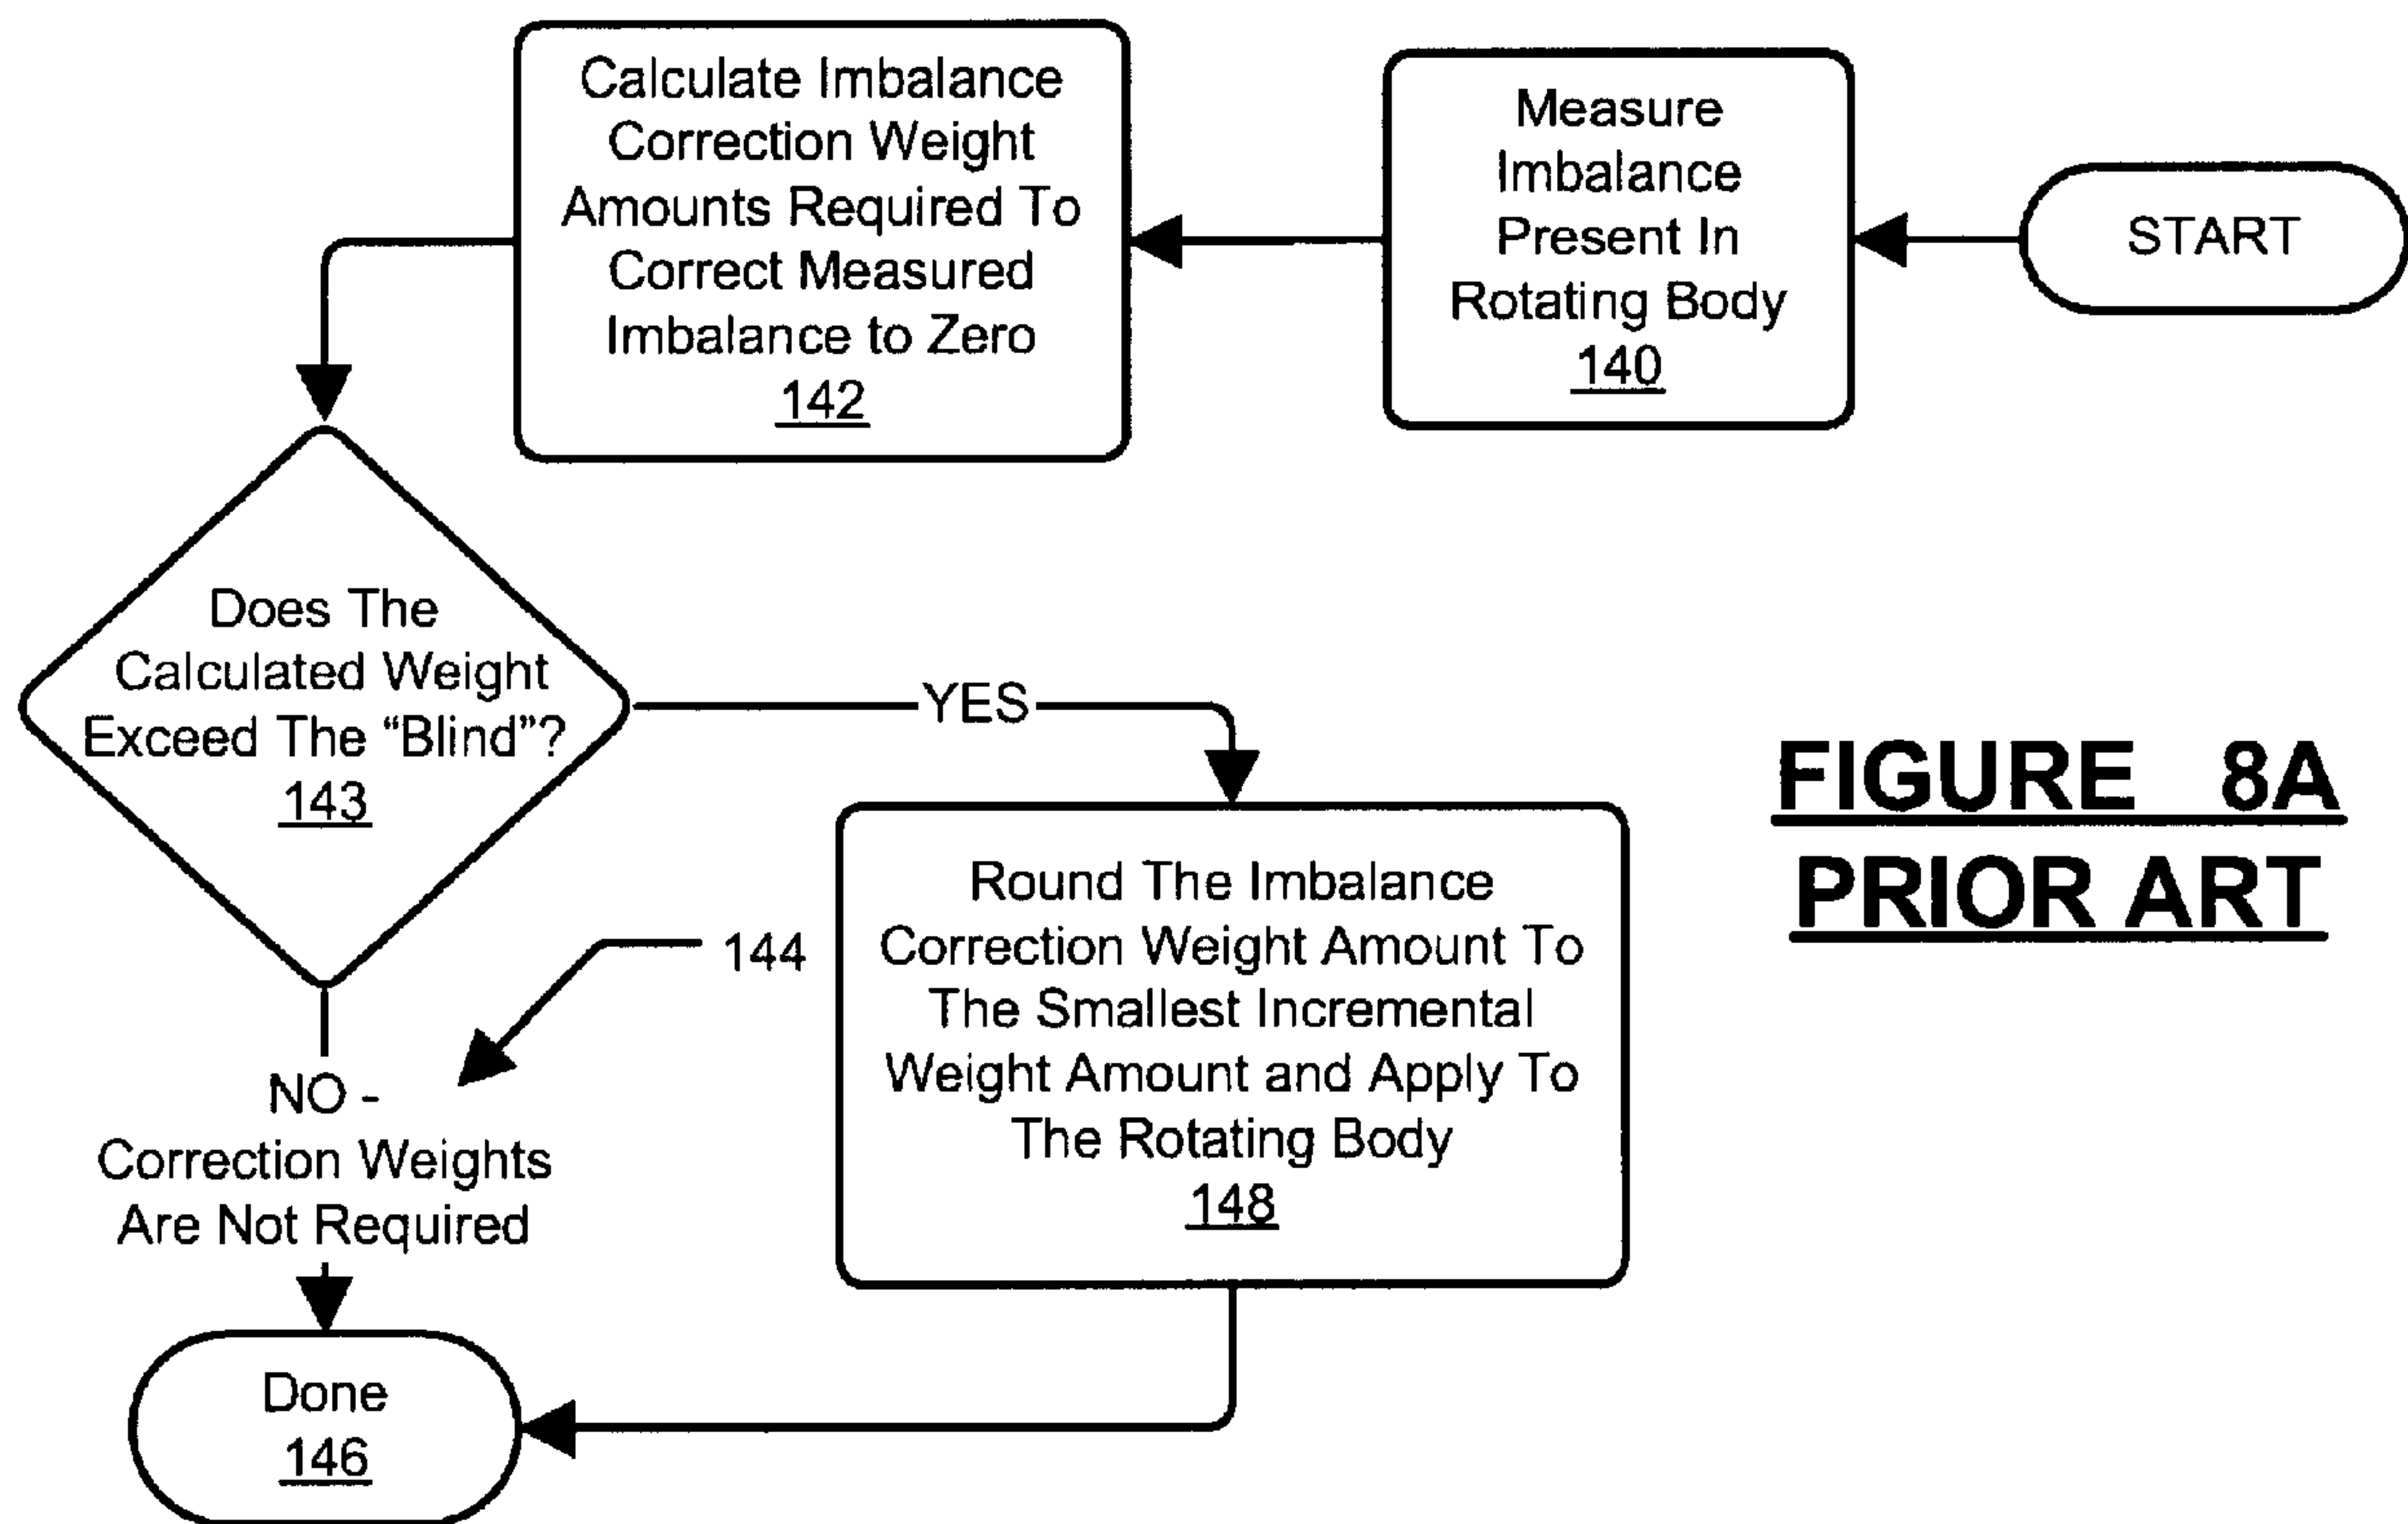 START
Measure
Imbalance
Present In
Rotating Body
140
Calculate Imbalance
Correction Weight
Amounts Required To
Correct Measured
Imbalance to Zero
142
Does The
Calculated Weight
Exceed The “Blind”?
143
YES
Round The Imbalance
Correction Weight Amount To
The Smallest Incremental
Weight Amount and Apply To
The Rotating Body
148
144
NO -
Correction Weights
Are Not Required
Done
146
FIGURE 8A
PRIOR ART